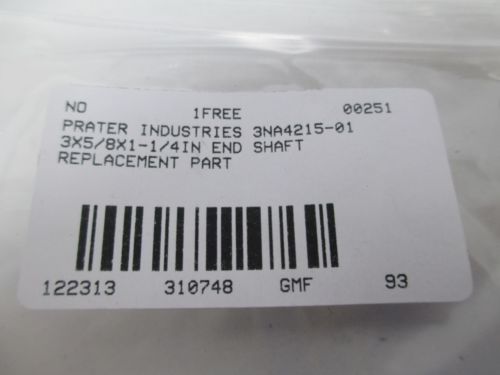 NO 1FREE 00251
PRATER INDUSTRIES 3NA4215-01
3X5/8X1-1/4IN END SHAFT
REPLACEMENT PART
122313 310748 GMF 93